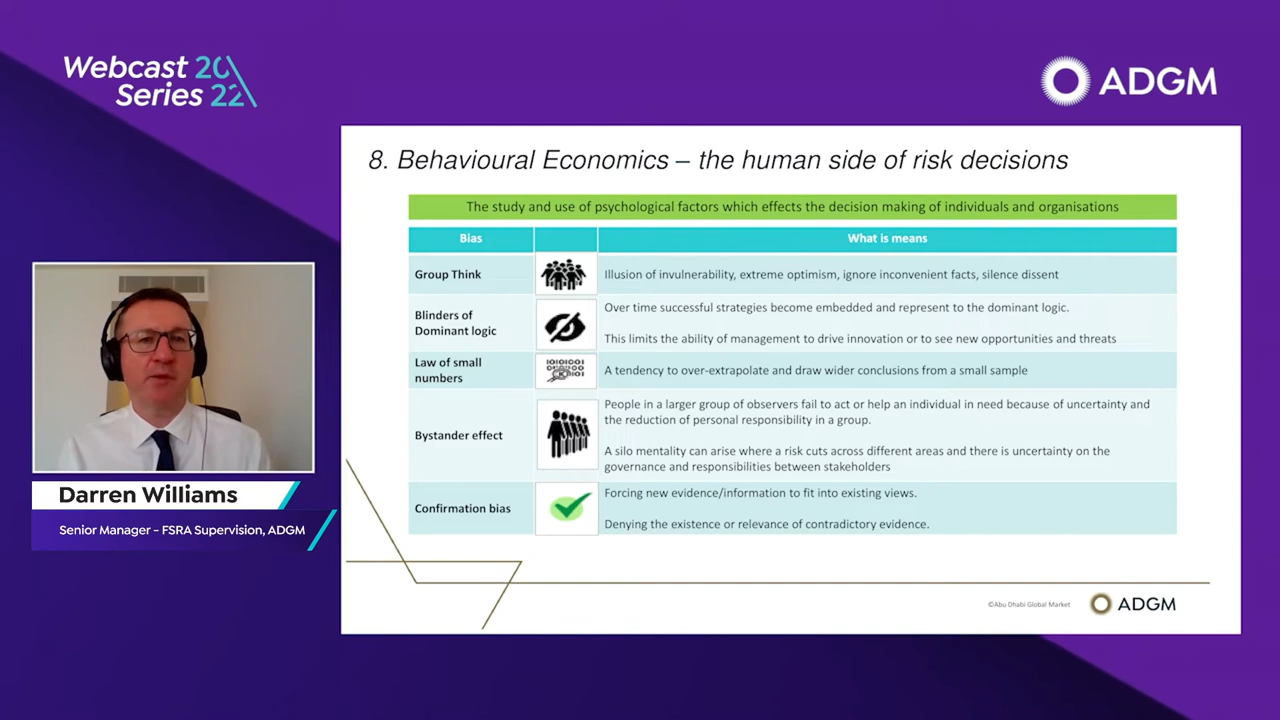 Webcast 20
Series 22
ADGM
8. Behavioural Economics – the human side of risk decisions
The study and use of psychological factors which effects the decision making of individuals and organisations
Bias
What is means
Group Think
Illusion of invulnerability, extreme optimism, ignore inconvenient facts, silence dissent
Blinders of
Dominant logic
Over time successful strategies become embedded and represent to the dominant logic.
This limits the ability of management to drive innovation or to see new opportunities and threats
Law of small
numbers
A tendency to over-extrapolate and draw wider conclusions from a small sample
Bystander effect
People in a larger group of observers fail to act or help an individual in need because of uncertainty and
the reduction of personal responsibility in a group.
A silo mentality can arise where a risk cuts across different areas and there is uncertainty on the
governance and responsibilities between stakeholders
Confirmation bias
Forcing new evidence/information to fit into existing views.
Denying the existence or relevance of contradictory evidence.
©Abu Dhabi Global Market
ADGM
Darren Williams
Senior Manager – FSRA Supervision, ADGM